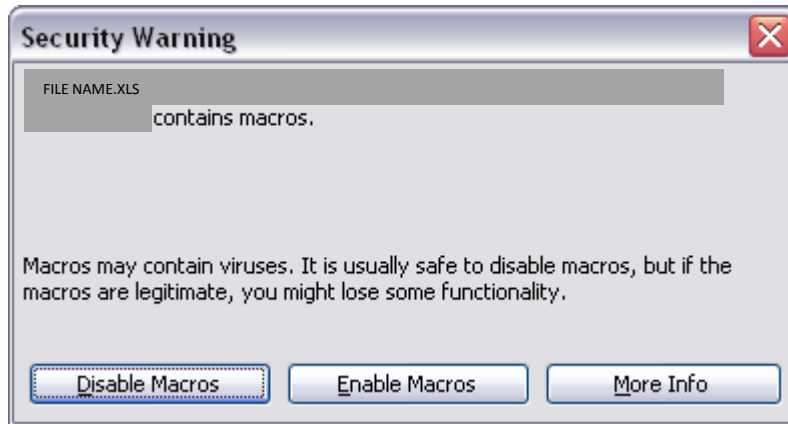 Security Warning
FILE NAME.XLS
contains macros.
Macros may contain viruses. It is usually safe to disable macros, but if the
macros are legitimate, you might lose some functionality.
Disable Macros Enable Macros More Info